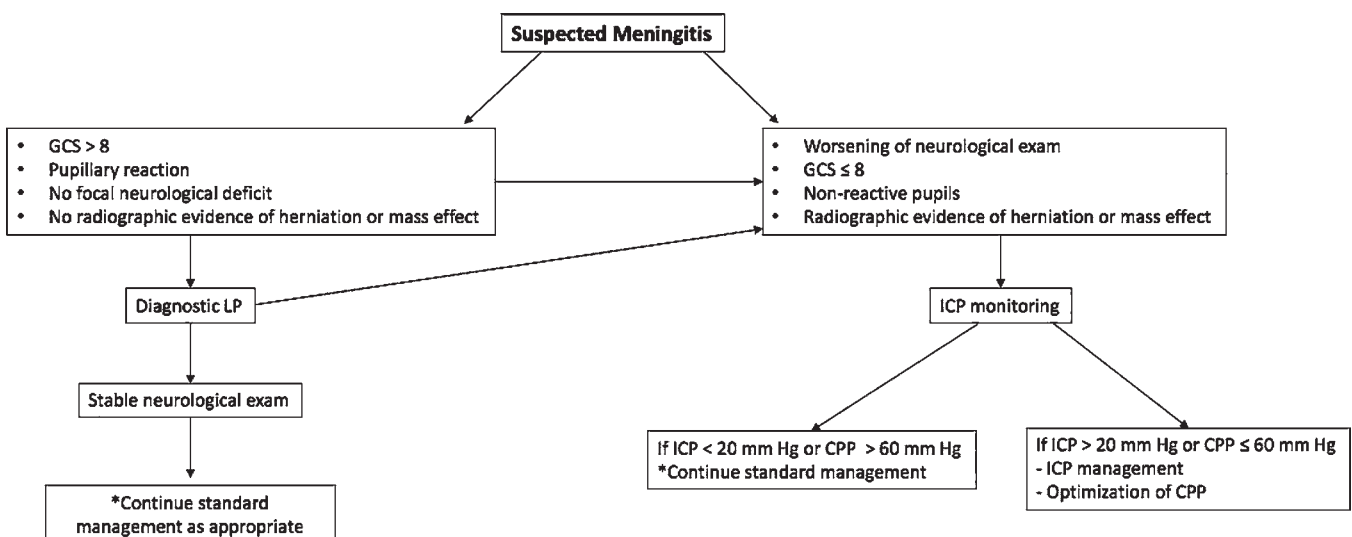 Suspected Meningitis
• GCS > 8
• Pupillary reaction
• No focal neurological deficit
• No radiographic evidence of herniation or mass effect
• Worsening of neurological exam
• GCS ≤ 8
• Non-reactive pupils
• Radiographic evidence of herniation or mass effect
Diagnostic LP
ICP monitoring
Stable neurological exam
If ICP < 20 mm Hg or CPP > 60 mm Hg
*Continue standard management
If ICP > 20 mm Hg or CPP ≤ 60 mm Hg
- ICP management
- Optimization of CPP
*Continue standard
management as appropriate